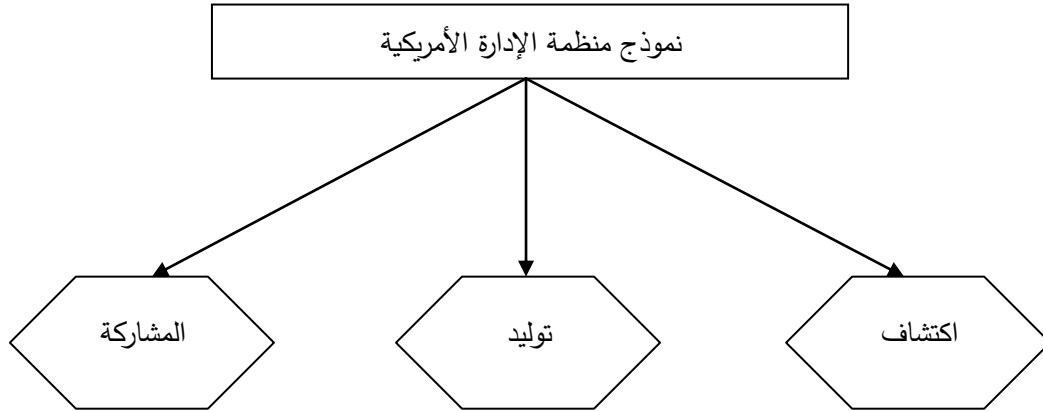 نموذج منظمة الإدارة الأمريكية
اكتشاف
توليد
المشاركة